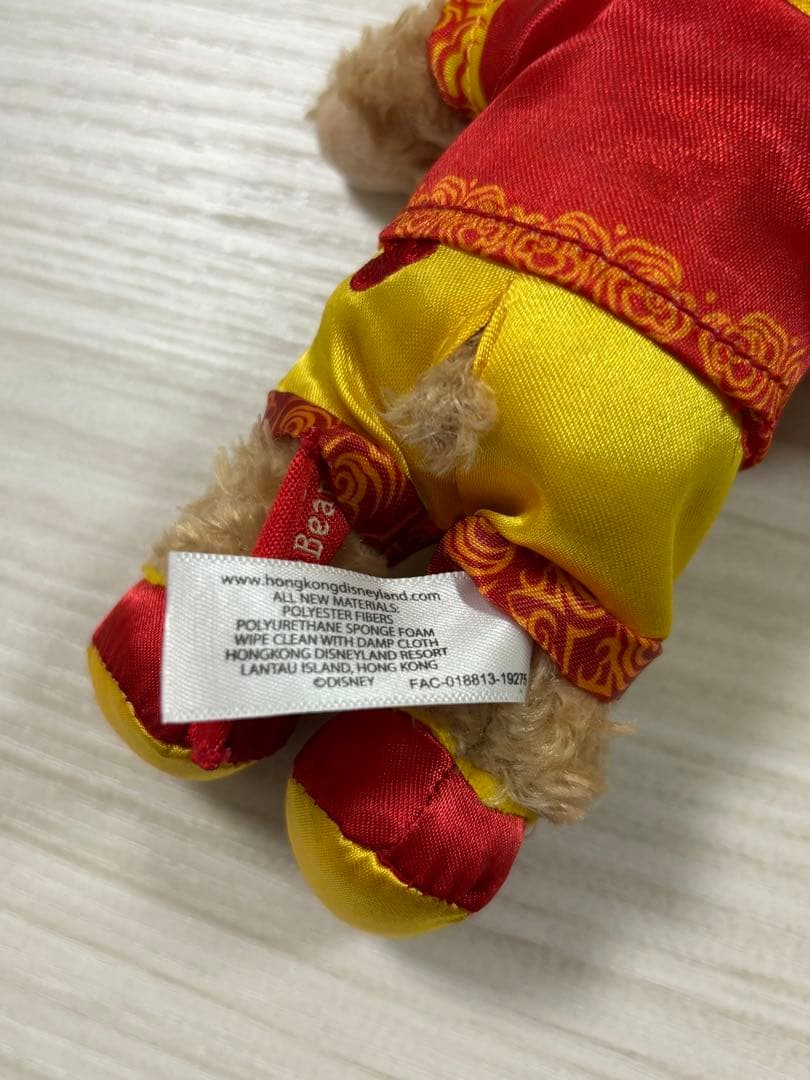 Bear
www.hongkongdisneyland.com
ALL NEW MATERIALS:
POLYESTER FIBERS
POLYURETHANE SPONGE FOAM
WIPE CLEAN WITH DAMP CLOTH
HONGKONG DISNEYLAND RESORT
LANTAU ISLAND, HONG KONG
©DISNEY FAC-018813-19275